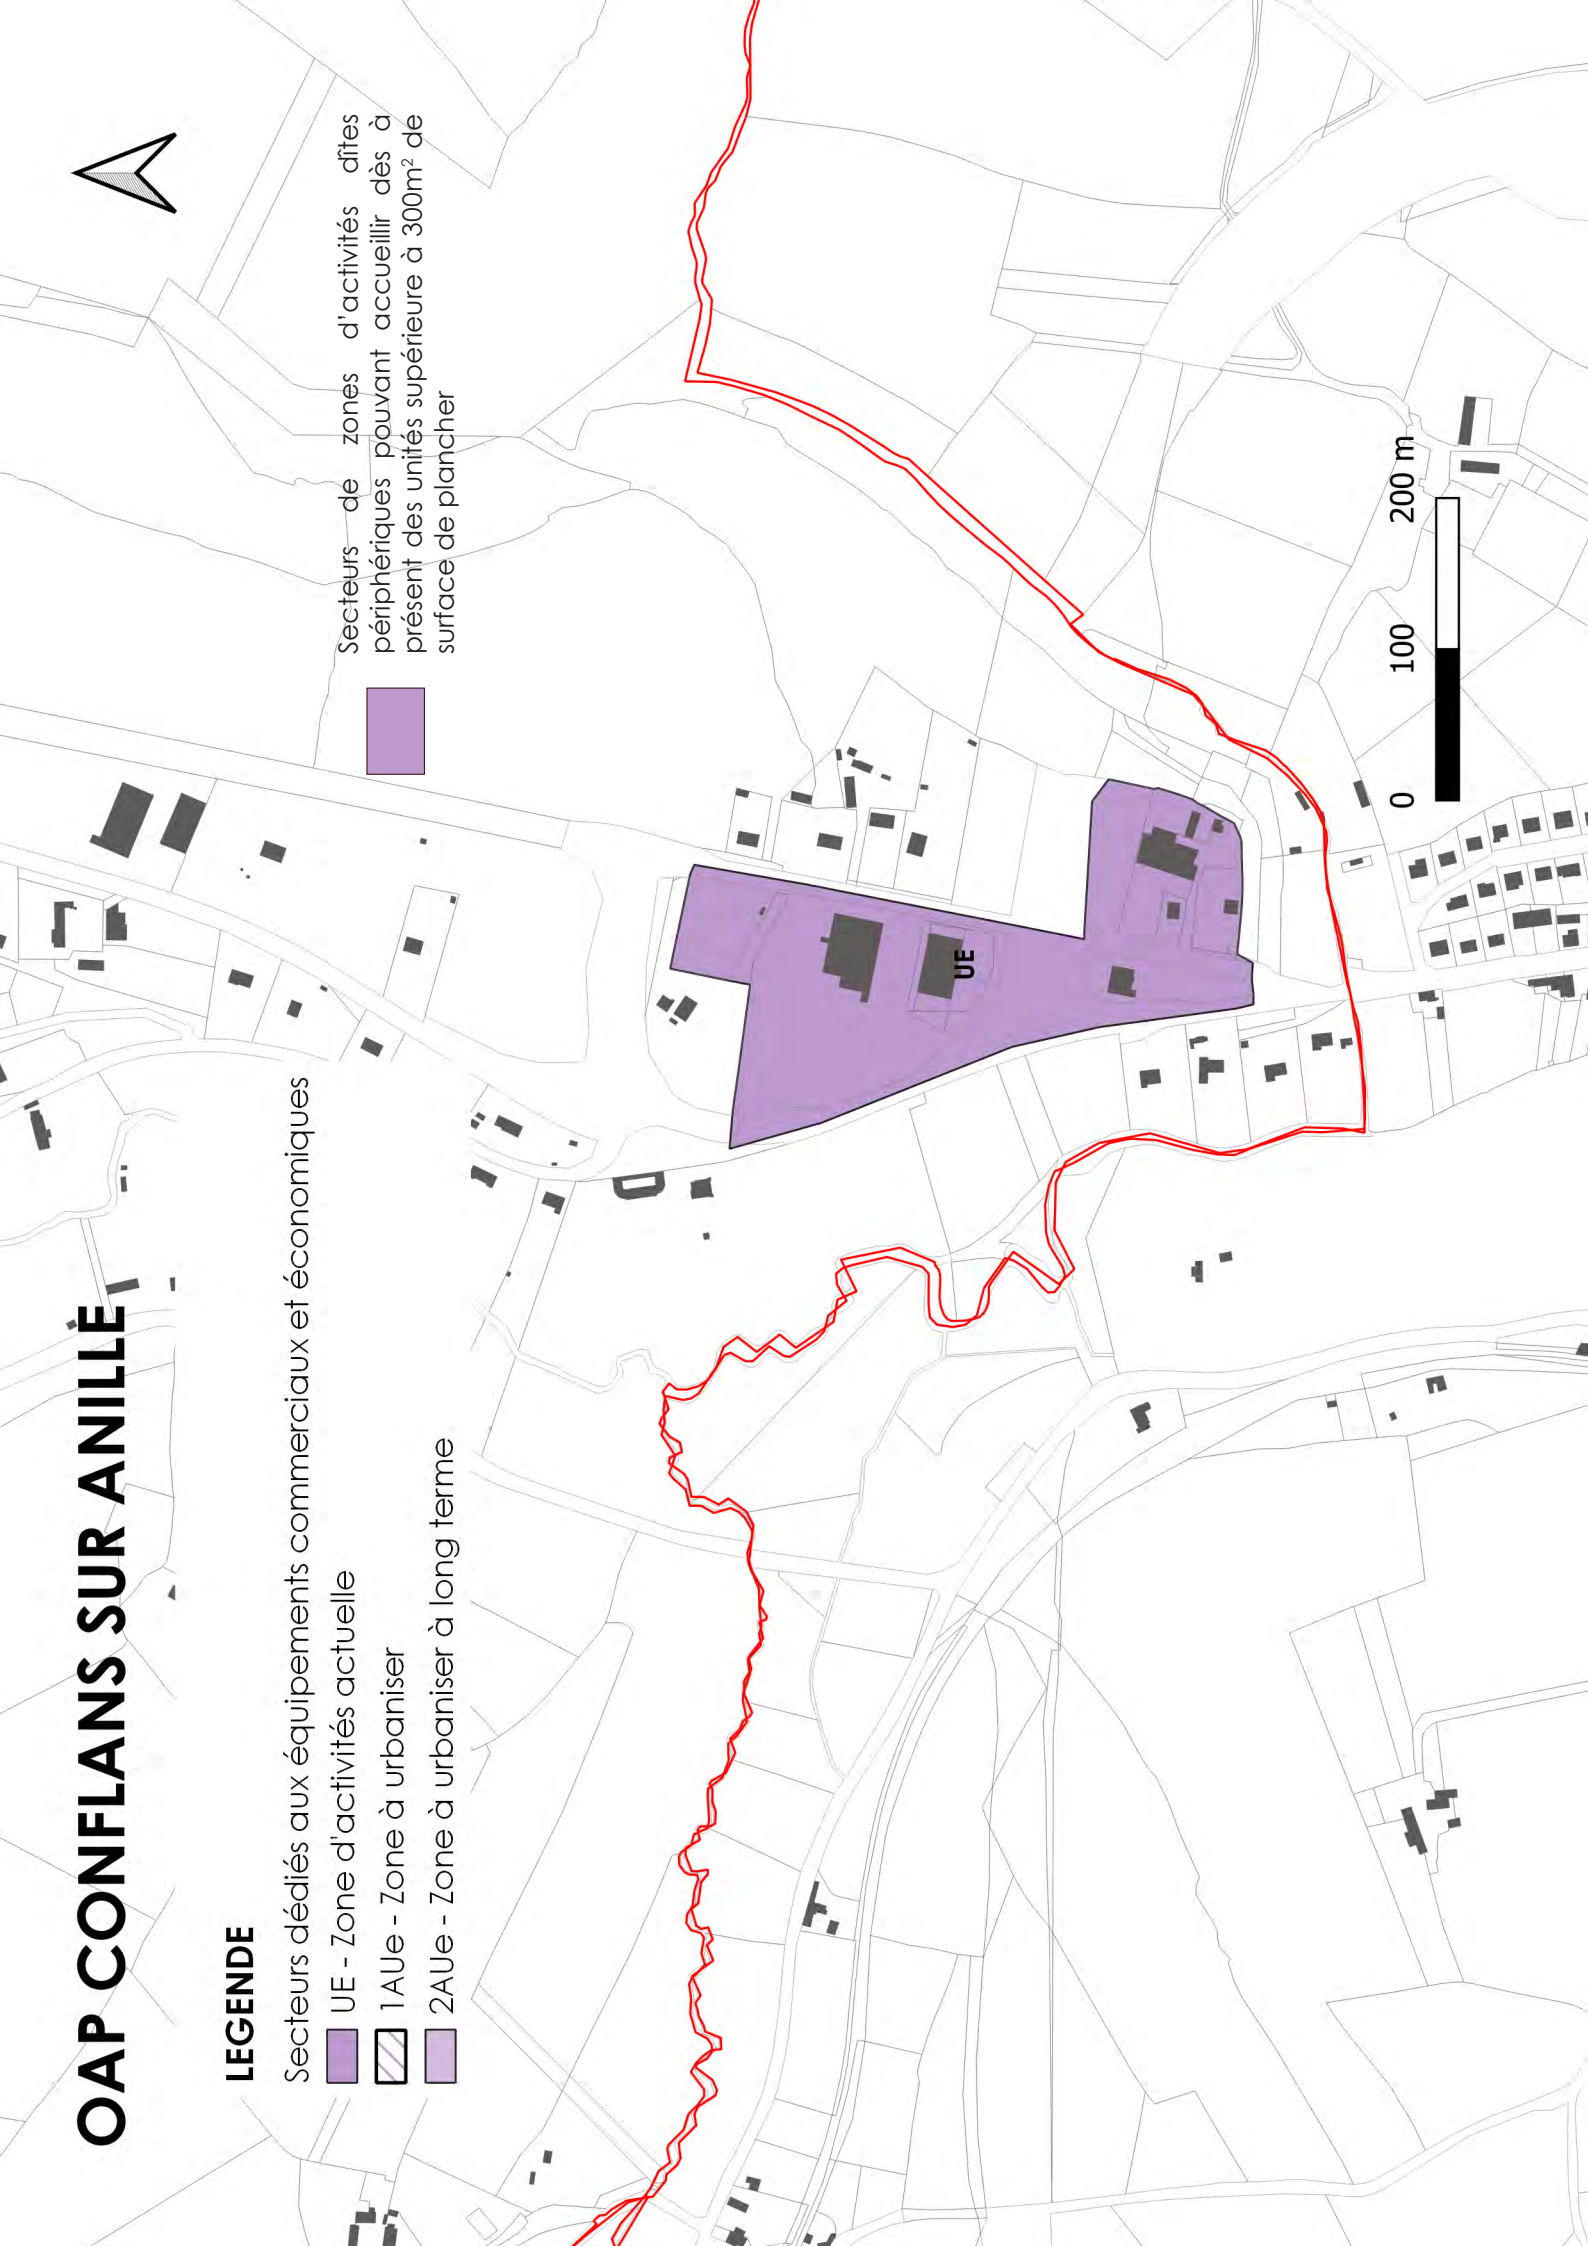 OAP CONFLANS SUR ANILLE
LEGENDE
Secteurs dédiés aux équipements commerciaux et économiques
UE - Zone d'activités actuelle
1AUe - Zone à urbaniser
2AUe - Zone à urbaniser à long terme
Secteurs de zones d'activités dîtes
périphériques pouvant accueillir dès à
présent des unités supérieure à 300m² de
surface de plancher
UE
0 100 200 m